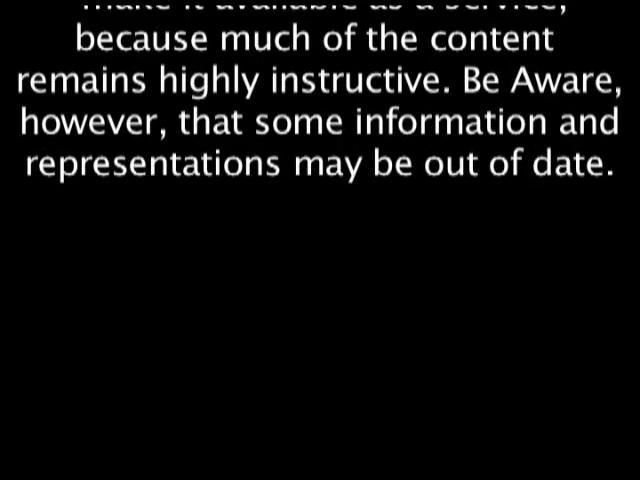 make it available as a service,
because much of the content
remains highly instructive. Be Aware,
however, that some information and
representations may be out of date.